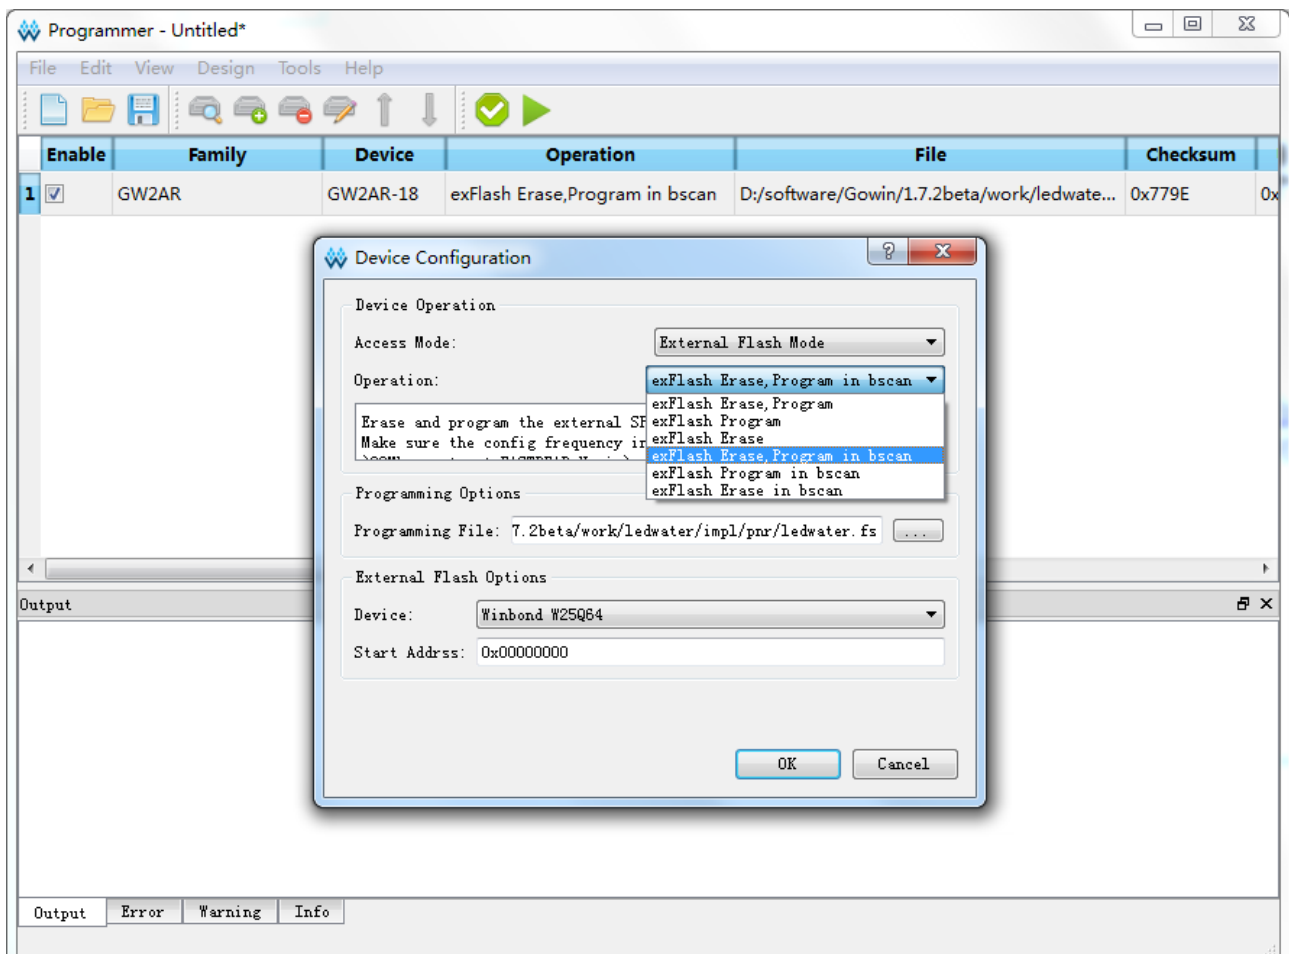 Programmer - Untitled*
File Edit View Design Tools Help
Enable Family Device Operation File Checksum
1 GW2AR GW2AR-18 exFlash Erase,Program in bscan D:/software/Gowin/1.7.2beta/work/ledwate... 0x779E 0x
Device Configuration
Device Operation
Access Mode: External Flash Mode
Operation: exFlash Erase,Program in bscan
exFlash Erase,Program
Erase and program the external SP exFlash Program
Make sure the config frequency in exFlash Erase
exFlash Erase,Program in bscan
exFlash Program in bscan
exFlash Erase in bscan
Programming Options
Programming File: 7.2beta/work/ledwater/impl/pnr/ledwater.fs ...
External Flash Options
Device: Winbond W25Q64
Start Addrss: 0x00000000
OK Cancel
Output
Output Error Warning Info